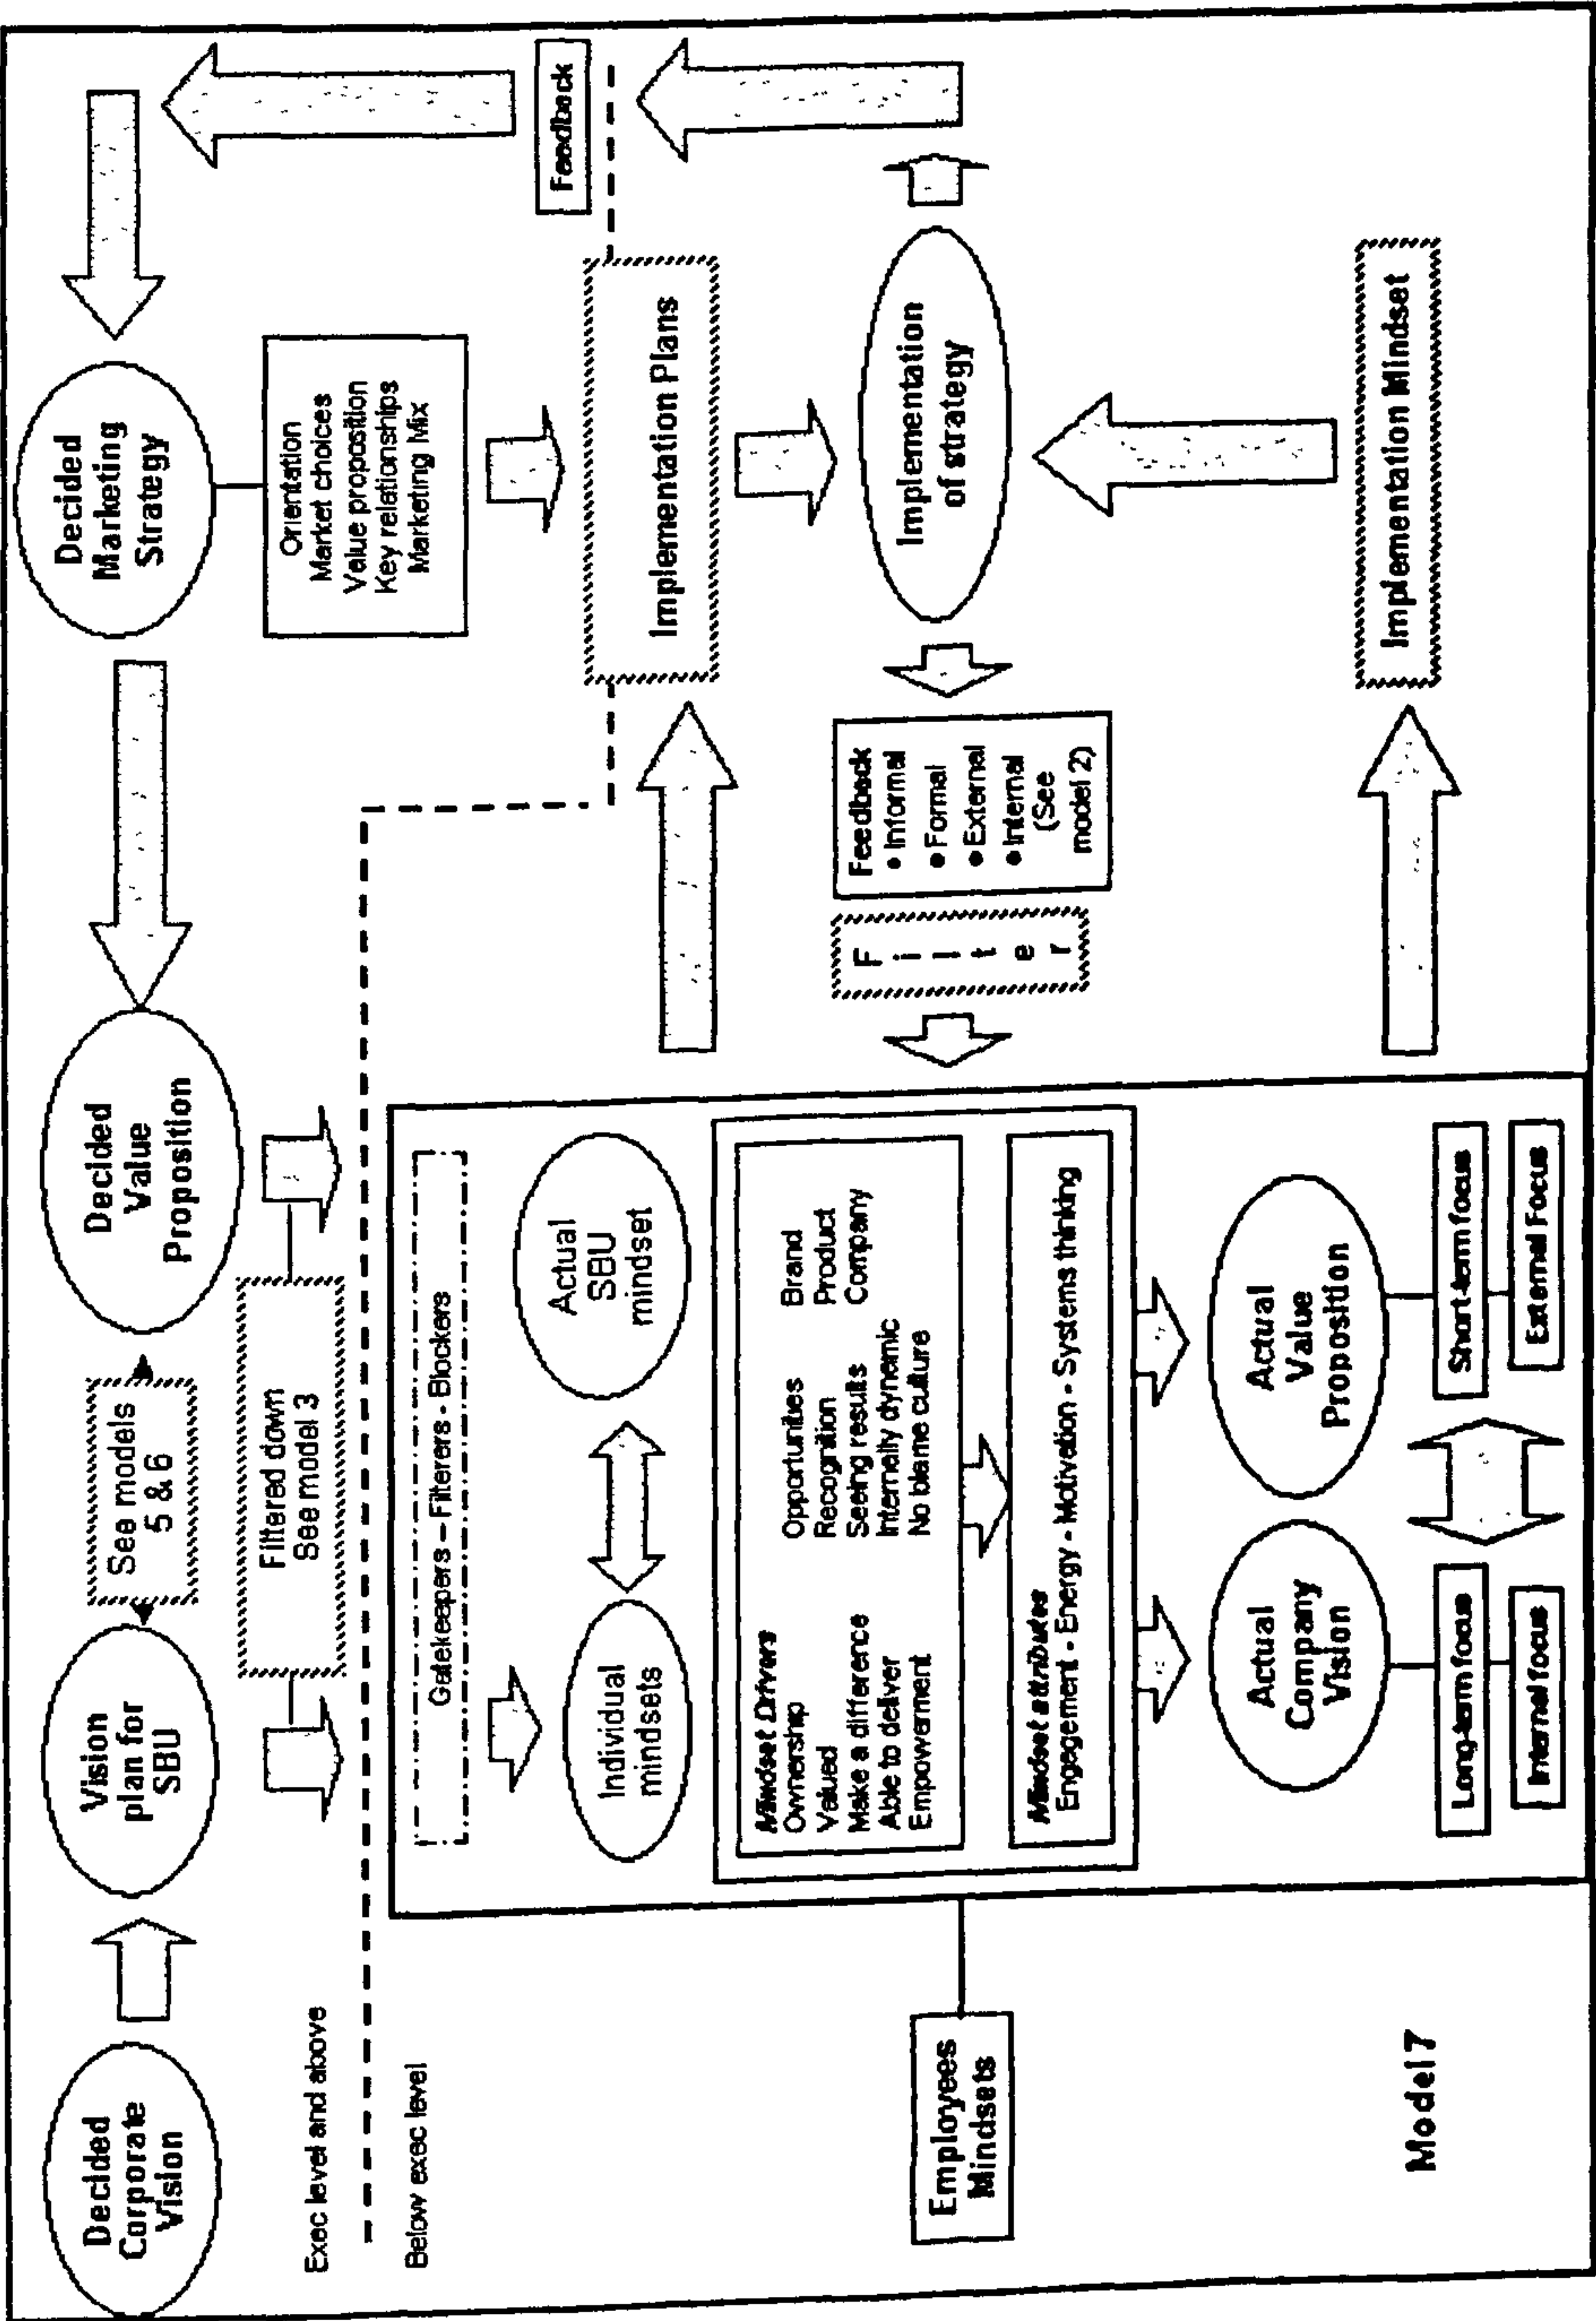 Decided
Corporate
Vision
Vision
plan for
SBU
See models
5 & 6
Decided
Value
Proposition
Decided
Marketing
Strategy
Filtered down
See model 3
Orientation
Market choices
Value proposition
Key relationships
Marketing Mix
Exec level and above
Below exec level
Feedback
Gatekeepers – Filterers - Blockers
Individual
mindsets
Actual
SBU
mindset
Implementation Plans
Mindset Drivers
Ownership
Valued
Make a difference
Able to deliver
Empowerment
Opportunities
Recognition
Seeing results
Internally dynamic
No blame culture
Brand
Product
Company
Mindset attributes
Engagement - Energy - Motivation - Systems thinking
F
i
l
t
e
r
Feedback
• Informal
• Formal
• External
• Internal
(See
model 2)
Implementation
of strategy
Employees
Mindsets
Actual
Company
Vision
Actual
Value
Proposition
Long-term focus
Internal focus
Short-term focus
External Focus
Implementation Mindset
Model 7